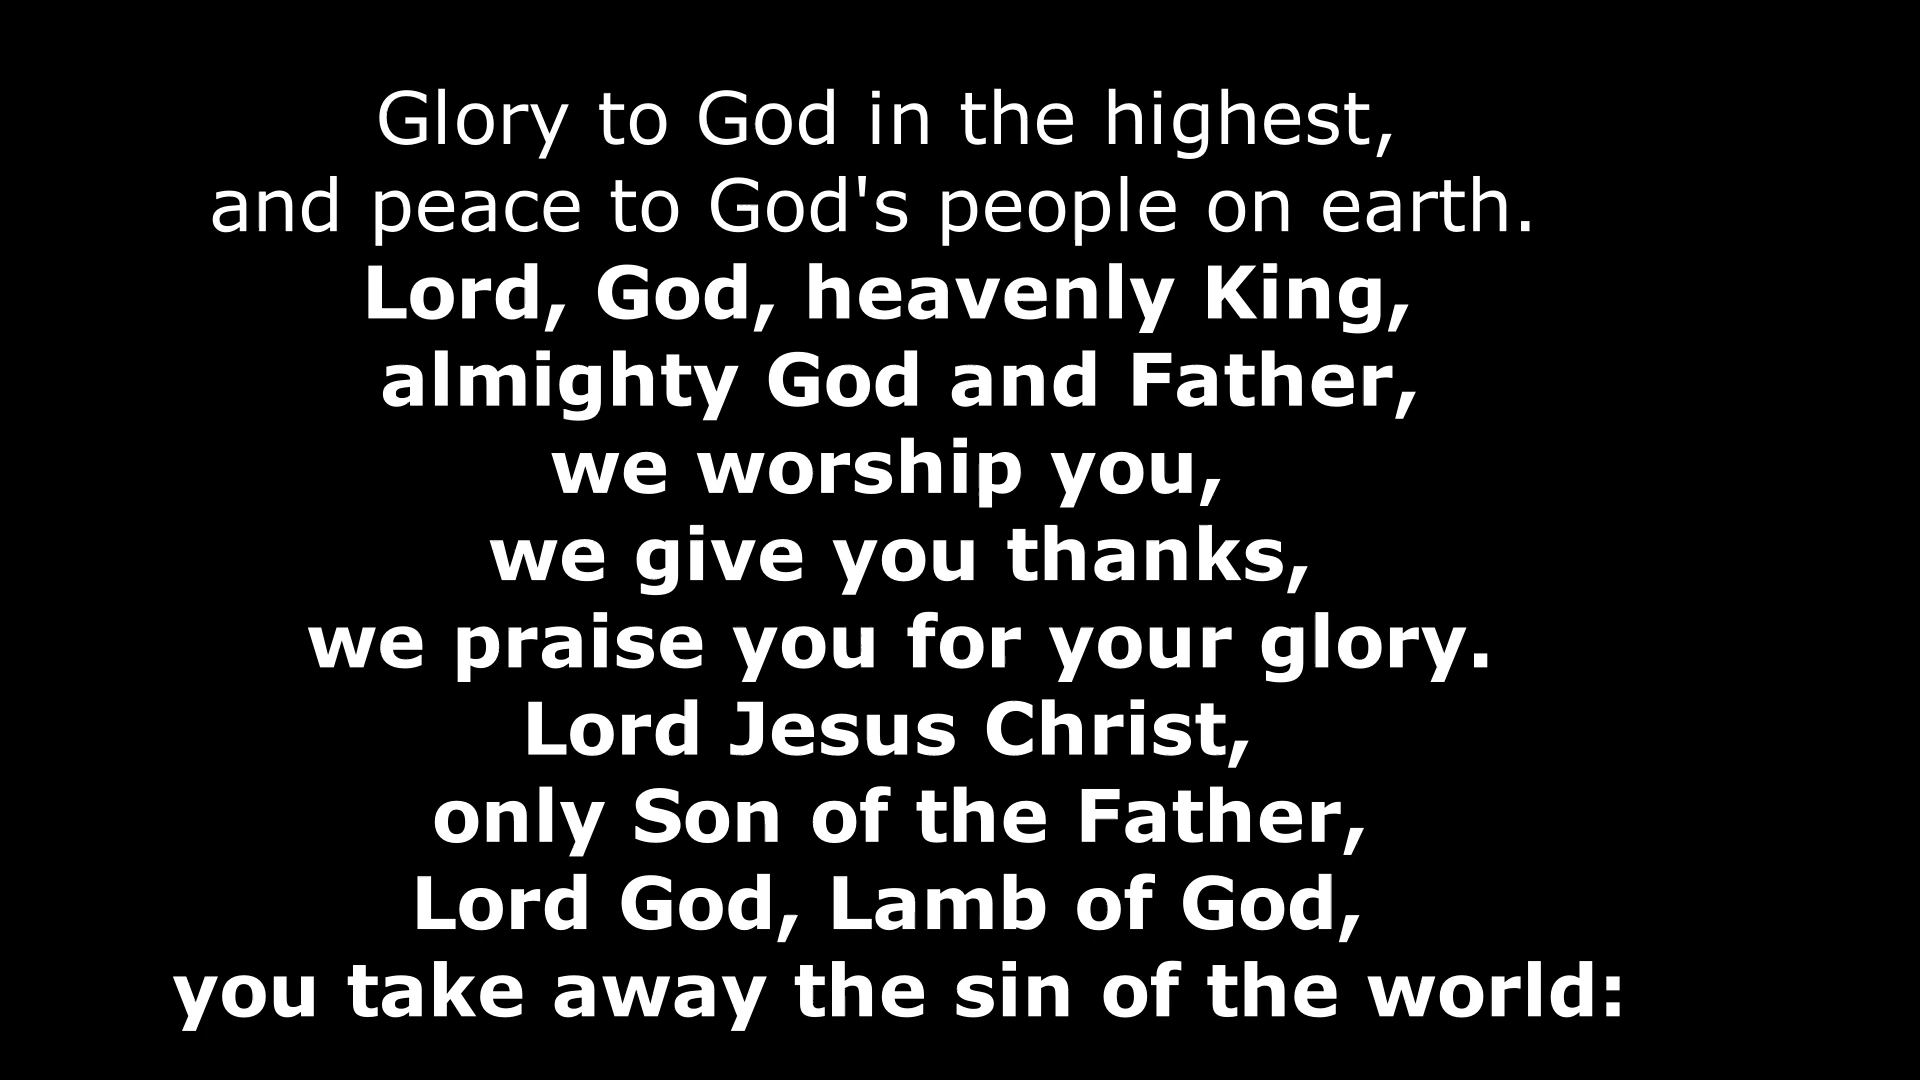 Glory to God in the highest,
and peace to God's people on earth.
Lord, God, heavenly King,
almighty God and Father,
we worship you,
we give you thanks,
we praise you for your glory.
Lord Jesus Christ,
only Son of the Father,
Lord God, Lamb of God,
you take away the sin of the world: